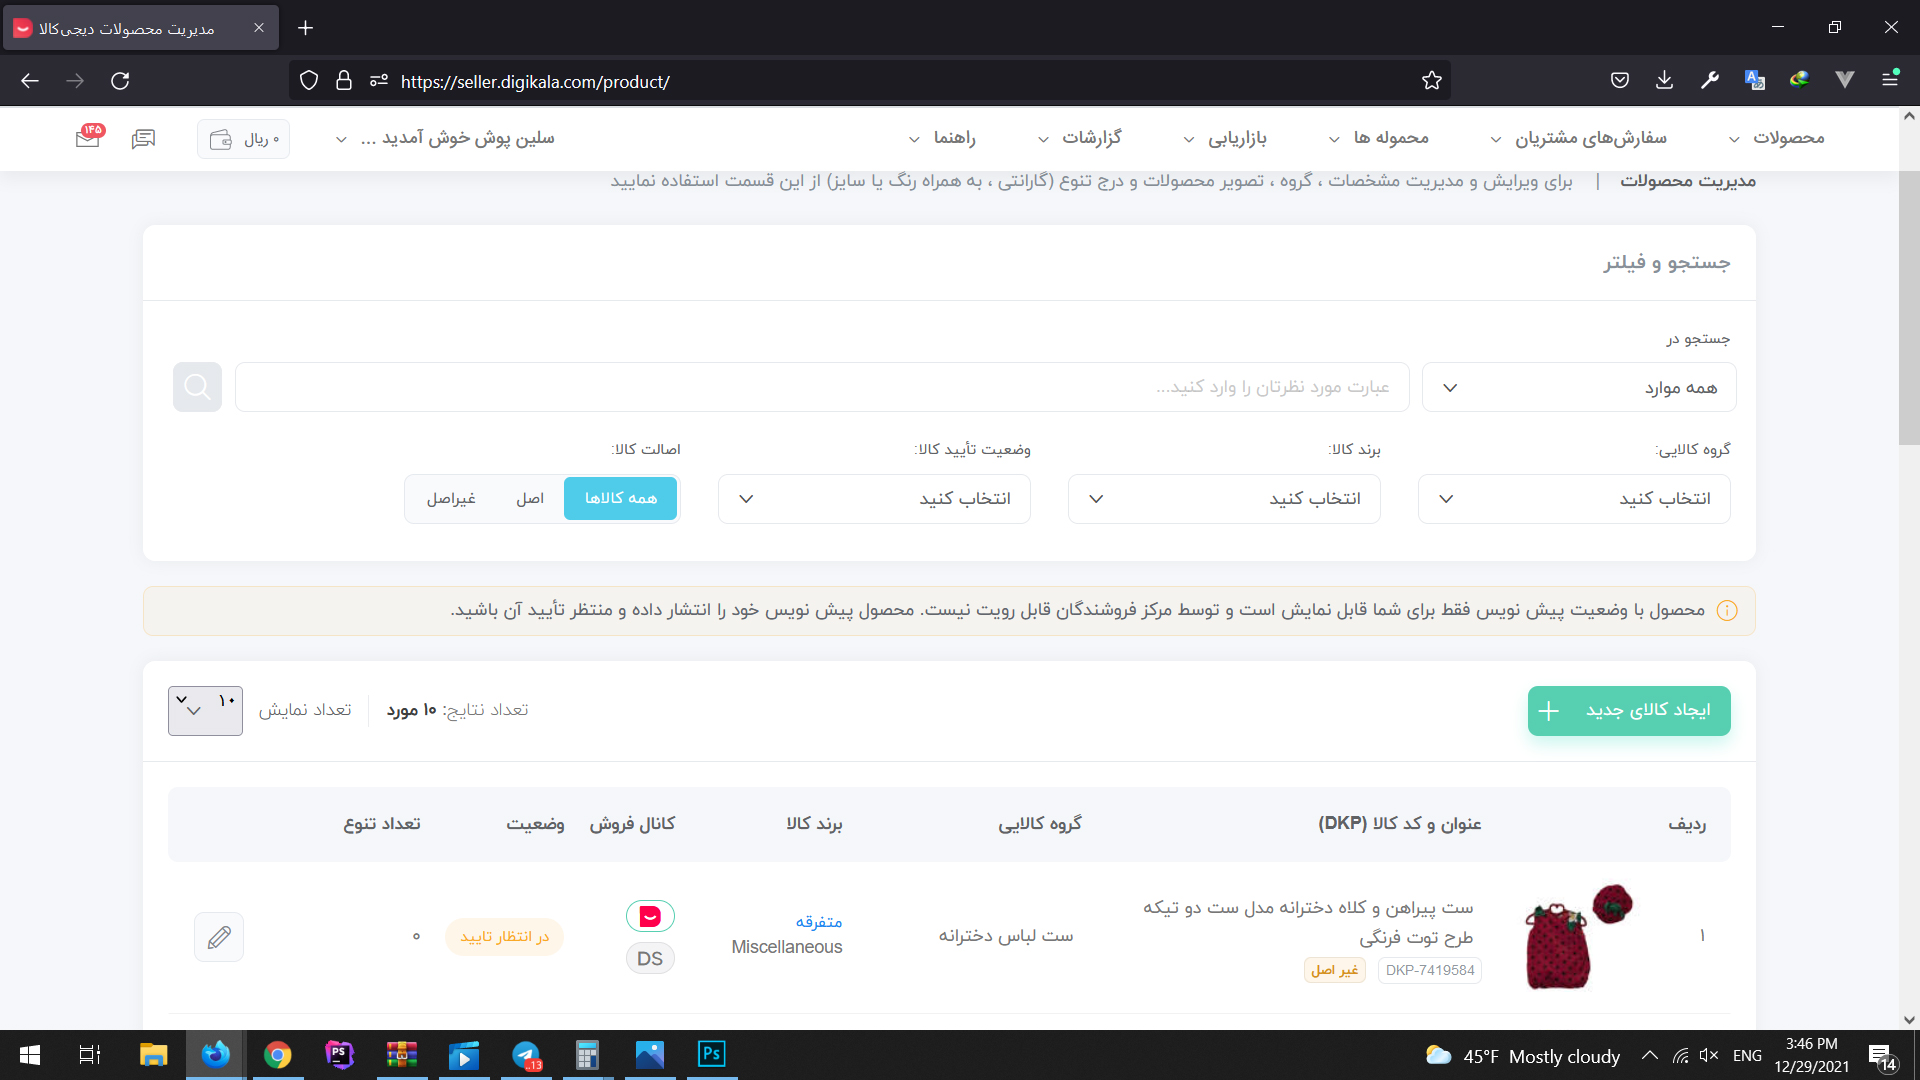 مدیریت محصولات دیجی‌کالا
https://seller.digikala.com/product/
محصولات
سفارش‌های مشتریان
محموله ها
بازاریابی
گزارشات
راهنما
سلین پوش خوش آمدید ...
۰ ریال
۱۴۵
مدیریت محصولات | برای ویرایش و مدیریت مشخصات ، گروه ، تصویر محصولات و درج تنوع (گارانتی ، به همراه رنگ یا سایز) از این قسمت استفاده نمایید
جستجو و فیلتر
جستجو در
همه موارد
عبارت مورد نظرتان را وارد کنید...
گروه کالایی:
برند کالا:
وضعیت تأیید کالا:
اصالت کالا:
انتخاب کنید
انتخاب کنید
انتخاب کنید
همه کالاها
اصل
غیراصل
محصول با وضعیت پیش نویس فقط برای شما قابل نمایش است و توسط مرکز فروشندگان قابل رویت نیست. محصول پیش نویس خود را انتشار داده و منتظر تأیید آن باشید.
ایجاد کالای جدید
تعداد نتایج: ۱۰ مورد
تعداد نمایش
۱۰
ردیف
عنوان و کد کالا (DKP)
گروه کالایی
برند کالا
کانال فروش
وضعیت
تعداد تنوع
۱
ست پیراهن و کلاه دخترانه مدل ست دو تیکه
طرح توت فرنگی
DKP-7419584
غیر اصل
ست لباس دخترانه
متفرقه
Miscellaneous
DS
در انتظار تایید
۰
PS
13
Ps
45°F Mostly cloudy
ENG
3:46 PM
12/29/2021
14